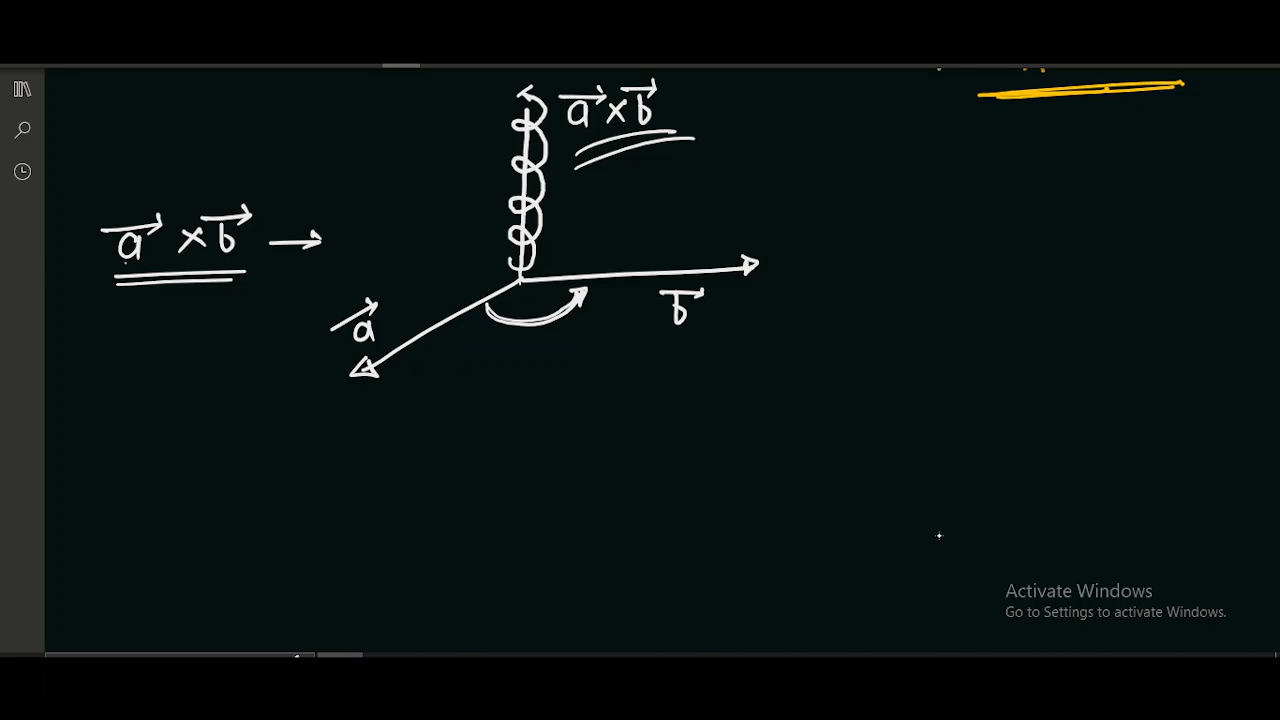 a⃗ × b⃗
a⃗ × b⃗ →
a⃗
b⃗
Activate Windows
Go to Settings to activate Windows.